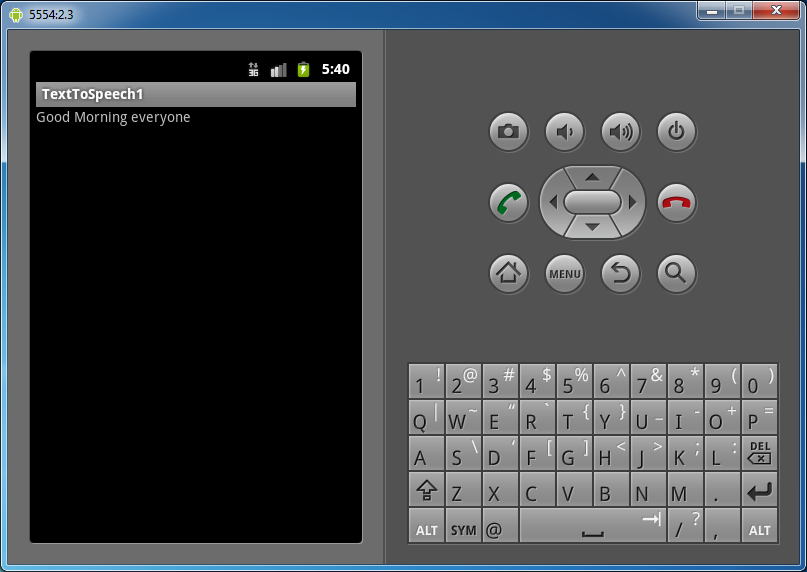 5554:2.3
3G 5:40
TextToSpeech1
Good Morning everyone
MENU
1 ! 2 @ 3 # 4 $ 5 % 6 ^ 7 & 8 * 9 ( 0 )
Q | W ~ E “ R ` T { Y } U _ I - O + P =
A S \ D ‘ F [ G ] H < J > K ; L : DEL
Z X C V B N M .
ALT SYM @ / ? , ALT